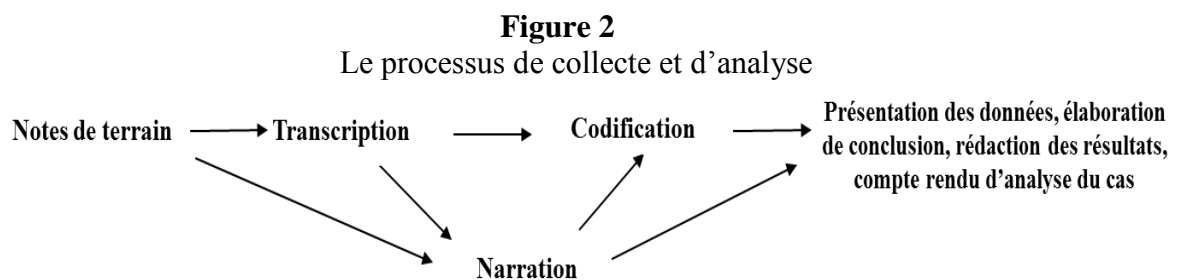 Figure 2
Le processus de collecte et d'analyse
Notes de terrain
Transcription
Codification
Présentation des données, élaboration
de conclusion, rédaction des résultats,
compte rendu d'analyse du cas
Narration